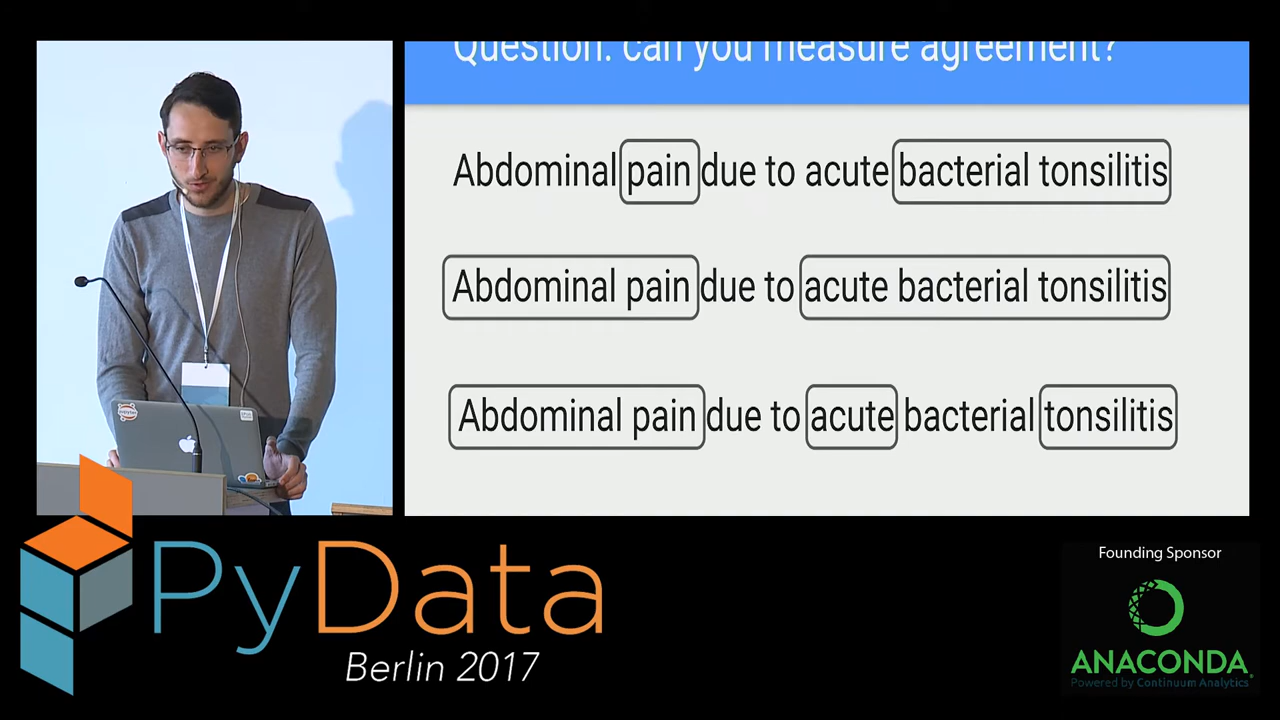 Question: can you measure agreement?
Abdominal pain due to acute bacterial tonsilitis
Abdominal pain due to acute bacterial tonsilitis
Abdominal pain due to acute bacterial tonsilitis
PyData
Berlin 2017
Founding Sponsor
ANACONDA
Powered by Continuum Analytics